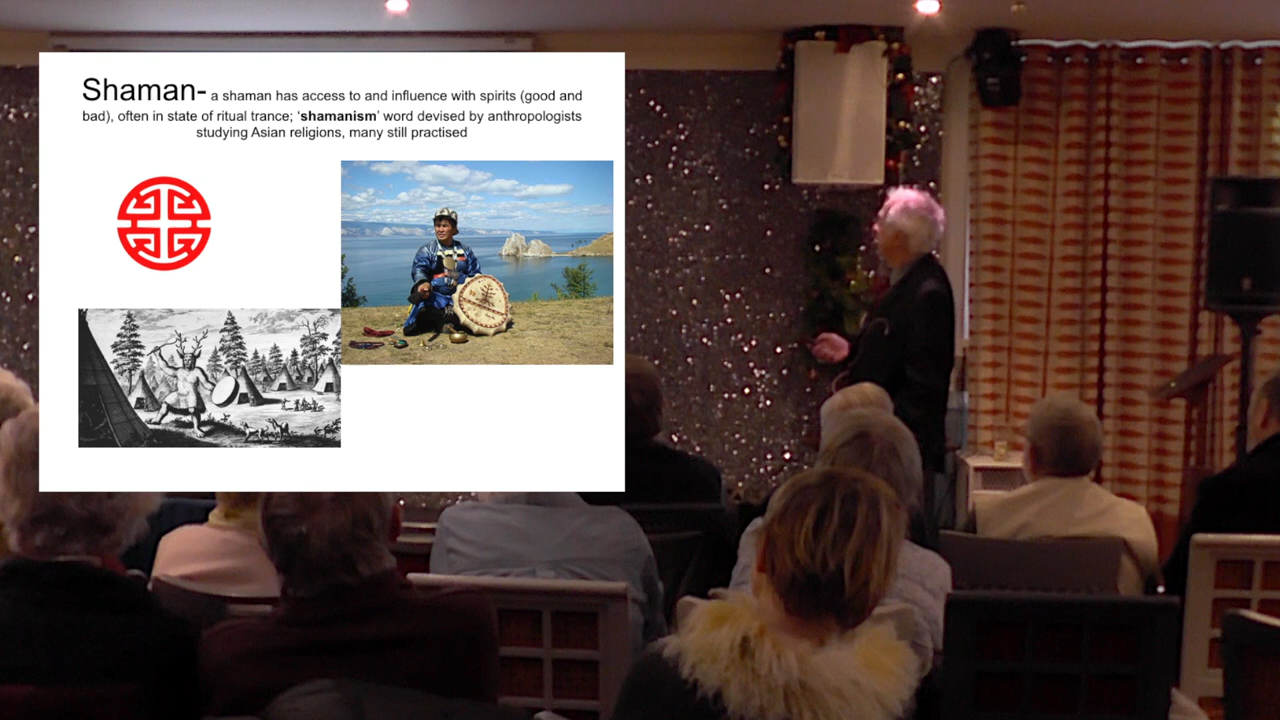 Shaman- a shaman has access to and influence with spirits (good and
bad), often in state of ritual trance; ‘shamanism’ word devised by anthropologists
studying Asian religions, many still practised